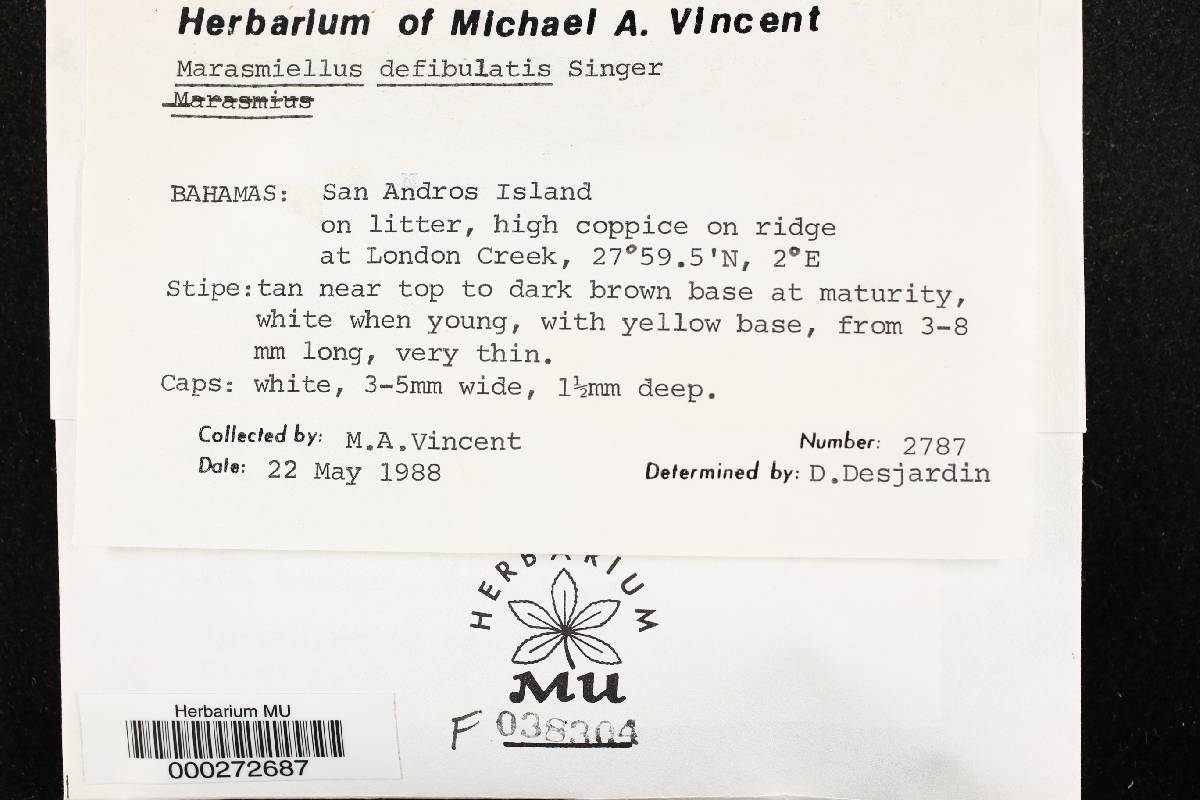 Herbarium of Michael A. Vincent
Marasmiellus defibulatis Singer
Marasmius
BAHAMAS: San Andros Island
on litter, high coppice on ridge
at London Creek, 27°59.5'N, 2°E
Stipe:tan near top to dark brown base at maturity,
white when young, with yellow base, from 3-8
mm long, very thin.
Caps: white, 3-5mm wide, 1½mm deep.
Collected by: M.A.Vincent
Number: 2787
Date: 22 May 1988
Determined by: D.Desjardin
HERBARIUM
MU
F 038304
Herbarium MU
000272687